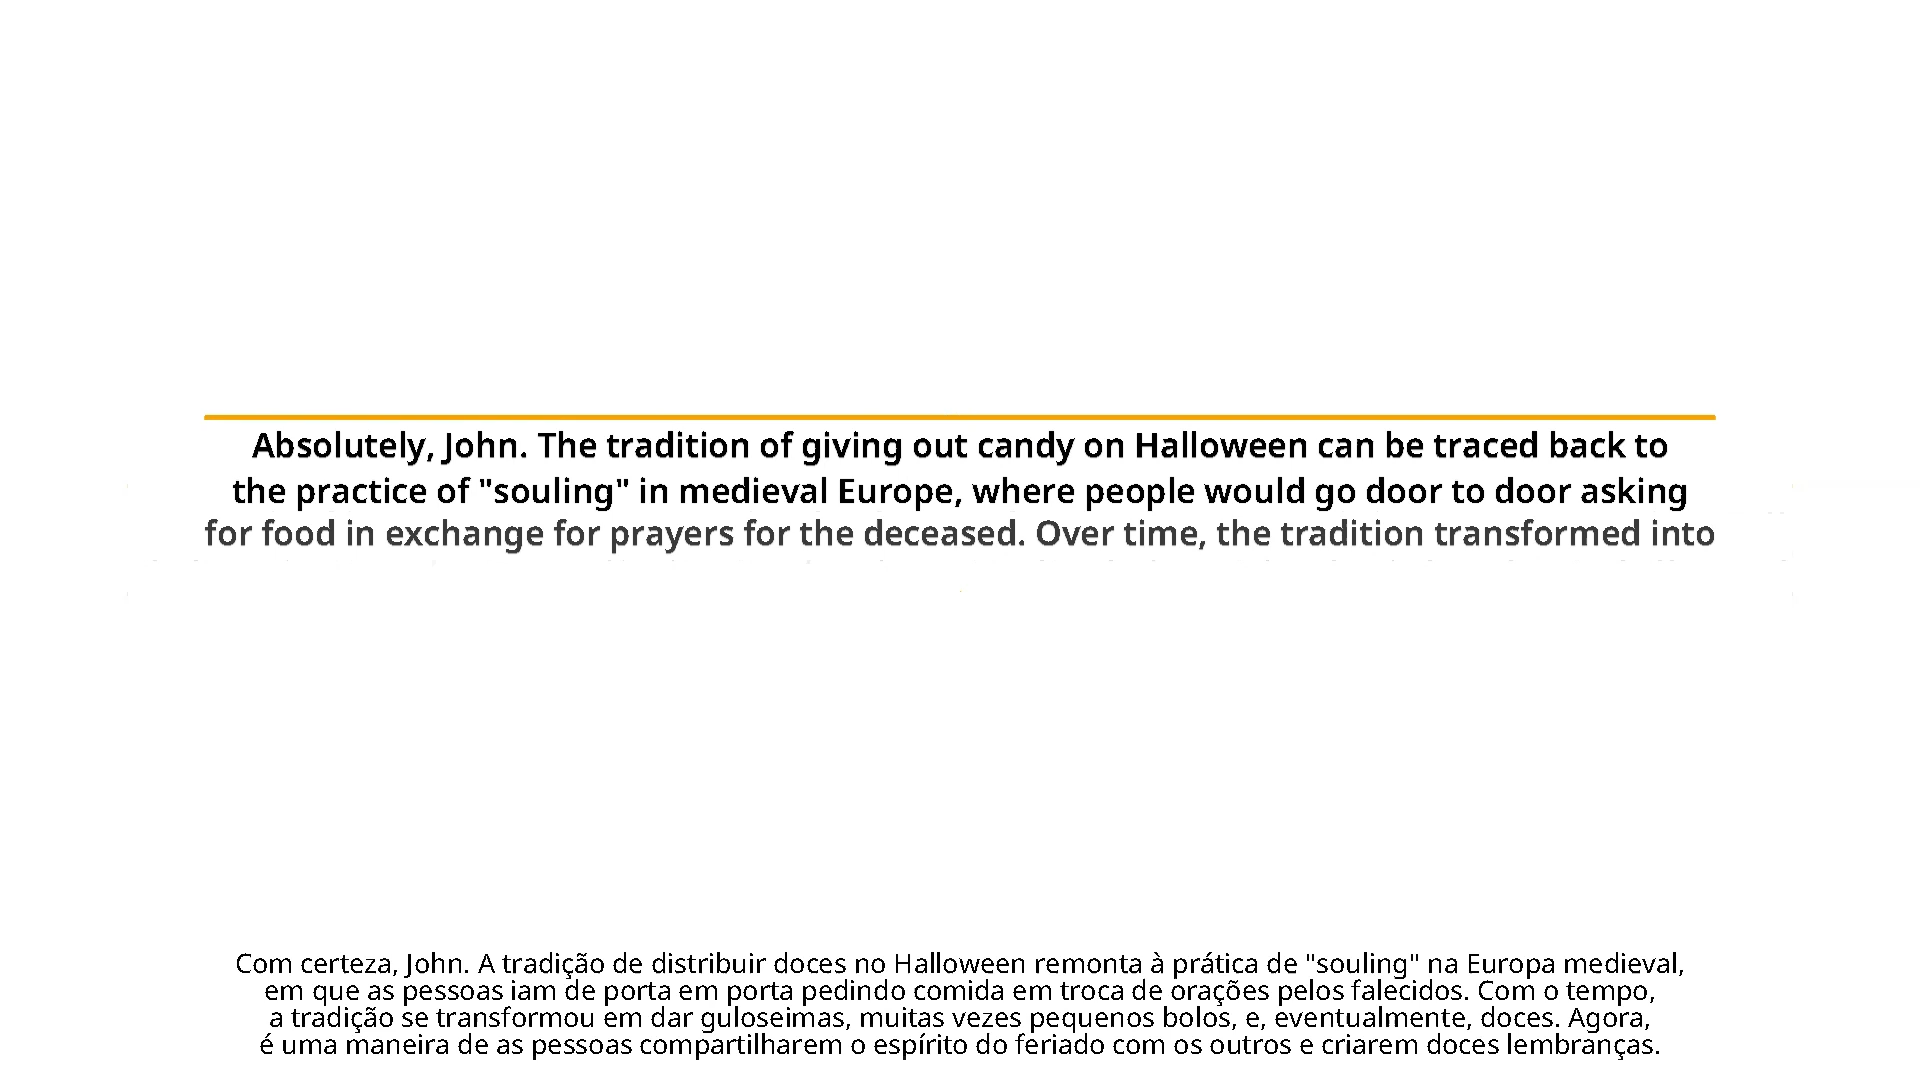 Absolutely, John. The tradition of giving out candy on Halloween can be traced back to
the practice of "souling" in medieval Europe, where people would go door to door asking
for food in exchange for prayers for the deceased. Over time, the tradition transformed into
Com certeza, John. A tradição de distribuir doces no Halloween remonta à prática de "souling" na Europa medieval,
em que as pessoas iam de porta em porta pedindo comida em troca de orações pelos falecidos. Com o tempo,
a tradição se transformou em dar guloseimas, muitas vezes pequenos bolos, e, eventualmente, doces. Agora,
é uma maneira de as pessoas compartilharem o espírito do feriado com os outros e criarem doces lembranças.